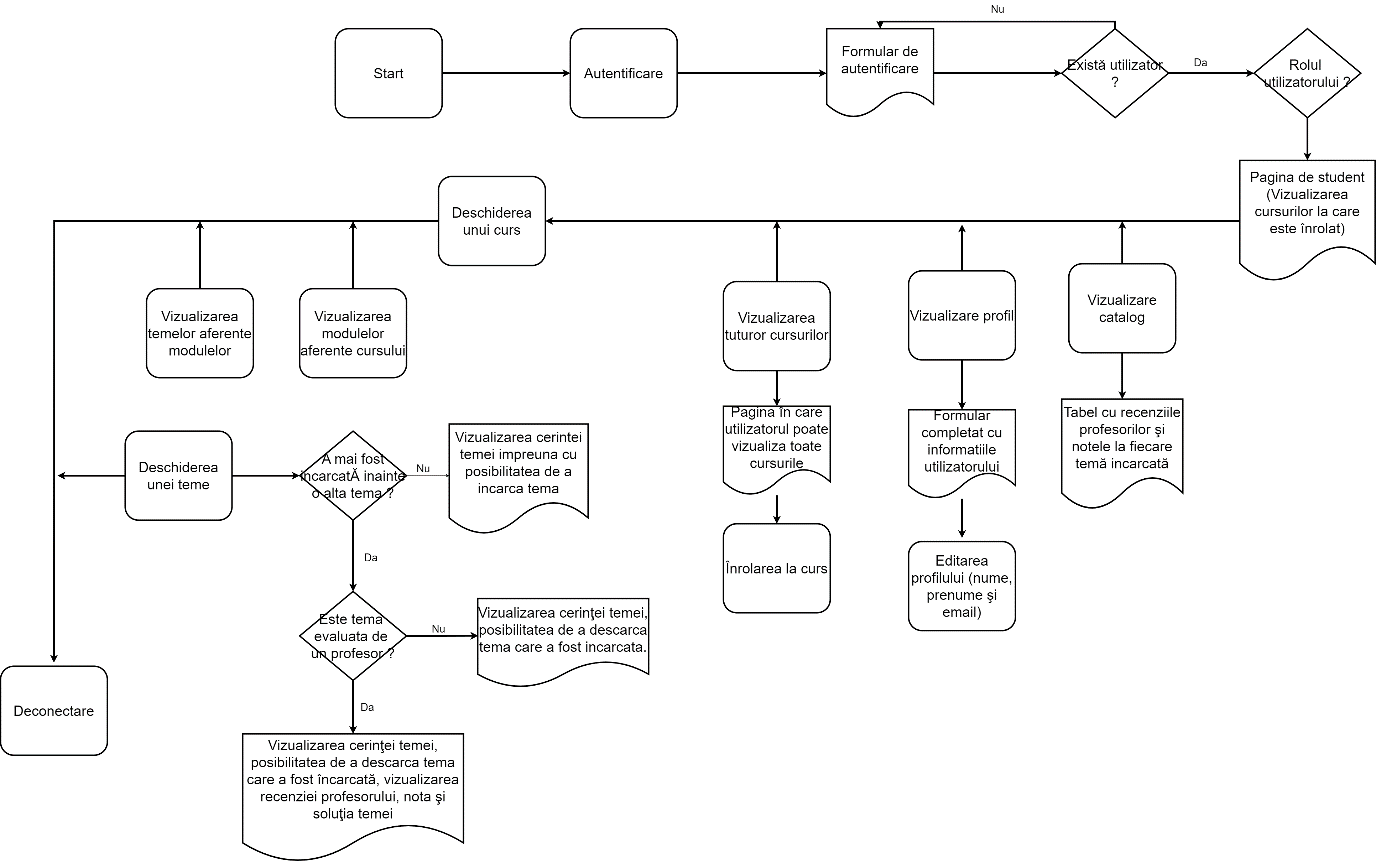 Nu
Start
Autentificare
Formular de
autentificare
Există utilizator
?
Da
Rolul
utilizatorului ?
Pagina de student
(Vizualizarea
cursurilor la care
este înrolat)
Deschiderea
unui curs
Vizualizarea
temelor aferente
modulelor
Vizualizarea
modulelor
aferente cursului
Vizualizarea
tuturor cursurilor
Vizualizare profil
Vizualizare
catalog
Pagina în care
utilizatorul poate
vizualiza toate
cursurile
Formular
completat cu
informatiile
utilizatorului
Tabel cu recenziile
profesorilor şi
notele la fiecare
temă incarcată
Deschiderea
unei teme
A mai fost
incarcatĂ inainte
o alta tema ?
Nu
Vizualizarea cerintei
temei impreuna cu
posibilitatea de a
incarca tema
Înrolarea la curs
Editarea
profilului (nume,
prenume şi
email)
Da
Este tema
evaluata de
un profesor ?
Nu
Vizualizarea cerinţei temei,
posibilitatea de a descarca
tema care a fost incarcata.
Deconectare
Da
Vizualizarea cerinţei temei,
posibilitatea de a descarca tema
care a fost încarcată, vizualizarea
recenziei profesorului, nota şi
soluţia temei